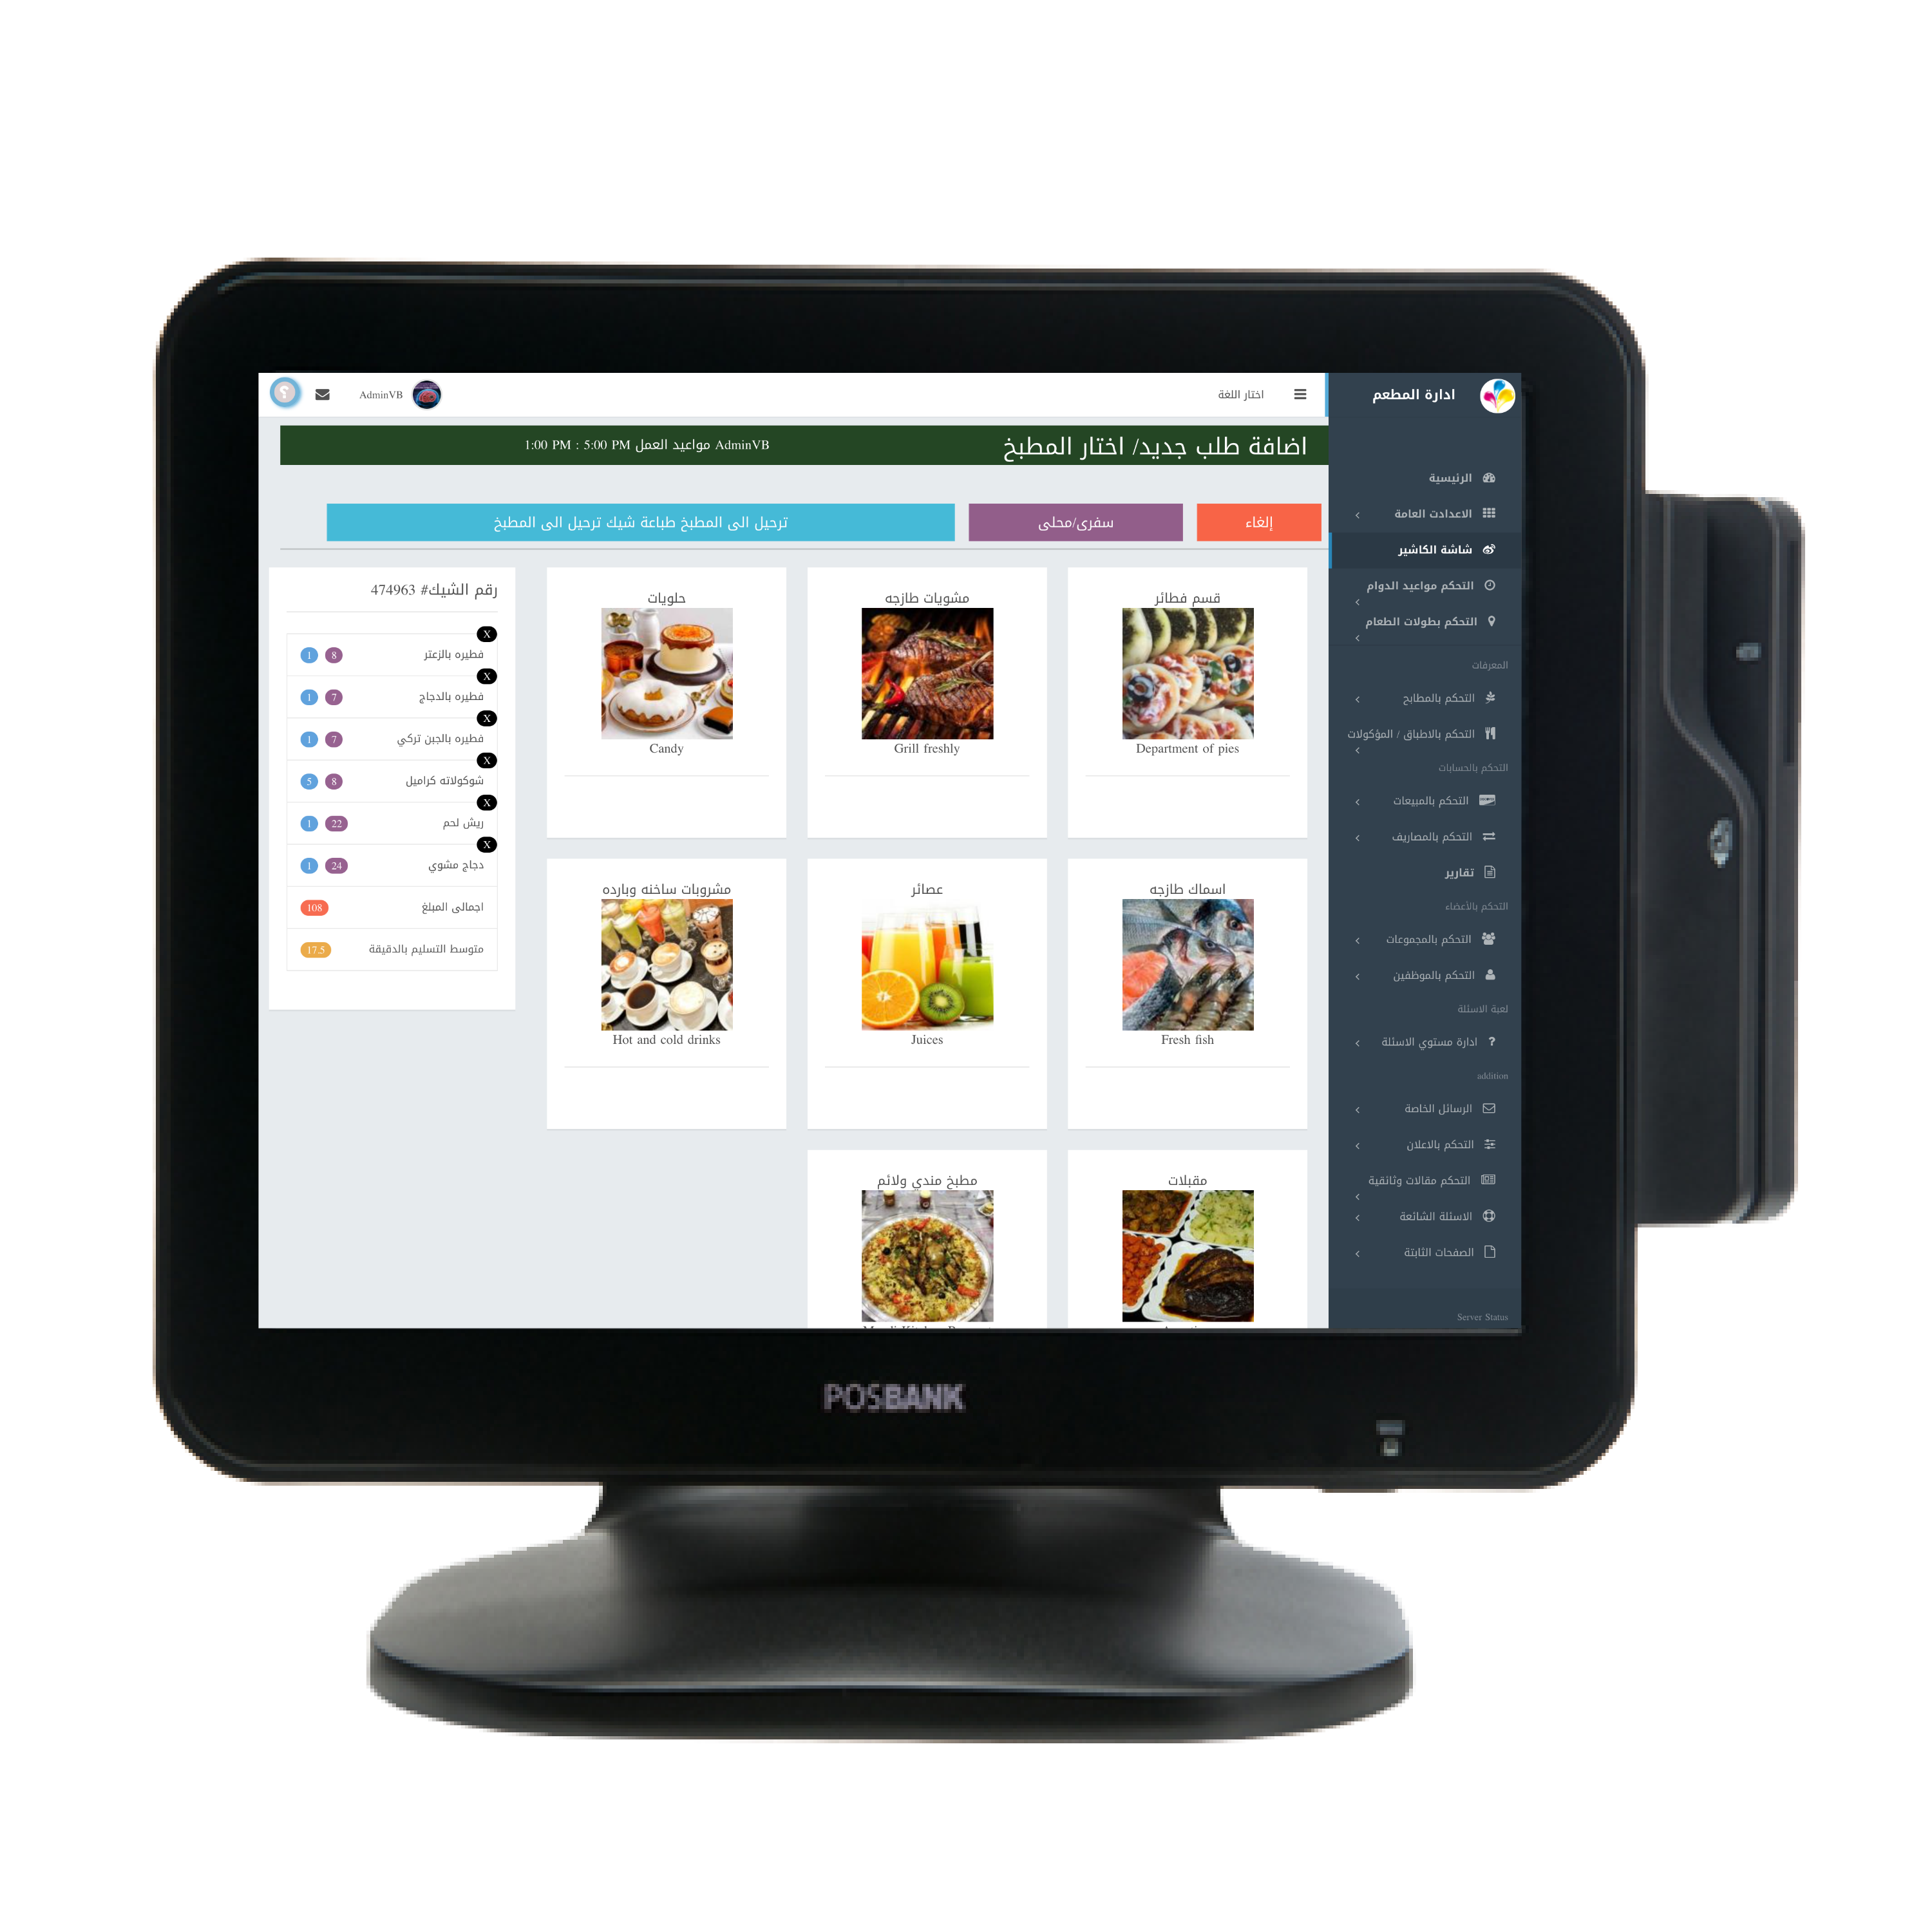 ادارة المطعم
اختار اللغة
AdminVB
؟
اضافة طلب جديد/ اختار المطبخ
AdminVB مواعيد العمل 1:00 PM : 5:00 PM
إلغاء
سفرى/محلى
ترحيل الى المطبخ طباعة شيك ترحيل الى المطبخ
الرئيسية
الاعدادت العامة
شاشة الكاشير
التحكم مواعيد الدوام
التحكم بطولات الطعام
المعرفات
التحكم بالمطابخ
التحكم بالاطباق / المؤكولات
التحكم بالحسابات
التحكم بالمبيعات
التحكم بالمصاريف
تقارير
التحكم بالأعضاء
التحكم بالمجموعات
التحكم بالموظفين
لعبة الاسئلة
ادارة مستوي الاسئلة
addition
الرسائل الخاصة
التحكم بالاعلان
التحكم مقالات وثائقية
الاسئلة الشائعة
الصفحات الثابتة
Server Status
قسم فطائر
Department of pies
مشويات طازجه
Grill freshly
حلويات
Candy
اسماك طازجه
Fresh fish
عصائر
Juices
مشروبات ساخنه وبارده
Hot and cold drinks
مقبلات
مطبخ مندي ولائم
رقم الشيك# 474963
X
فطيره بالزعتر 8 1
X
فطيره بالدجاج 7 1
X
فطيره بالجبن تركي 7 1
X
شوكولاته كراميل 8 5
X
ريش لحم 22 1
X
دجاج مشوي 24 1
اجمالى المبلغ 108
متوسط التسليم بالدقيقة 17.5
POSBANK